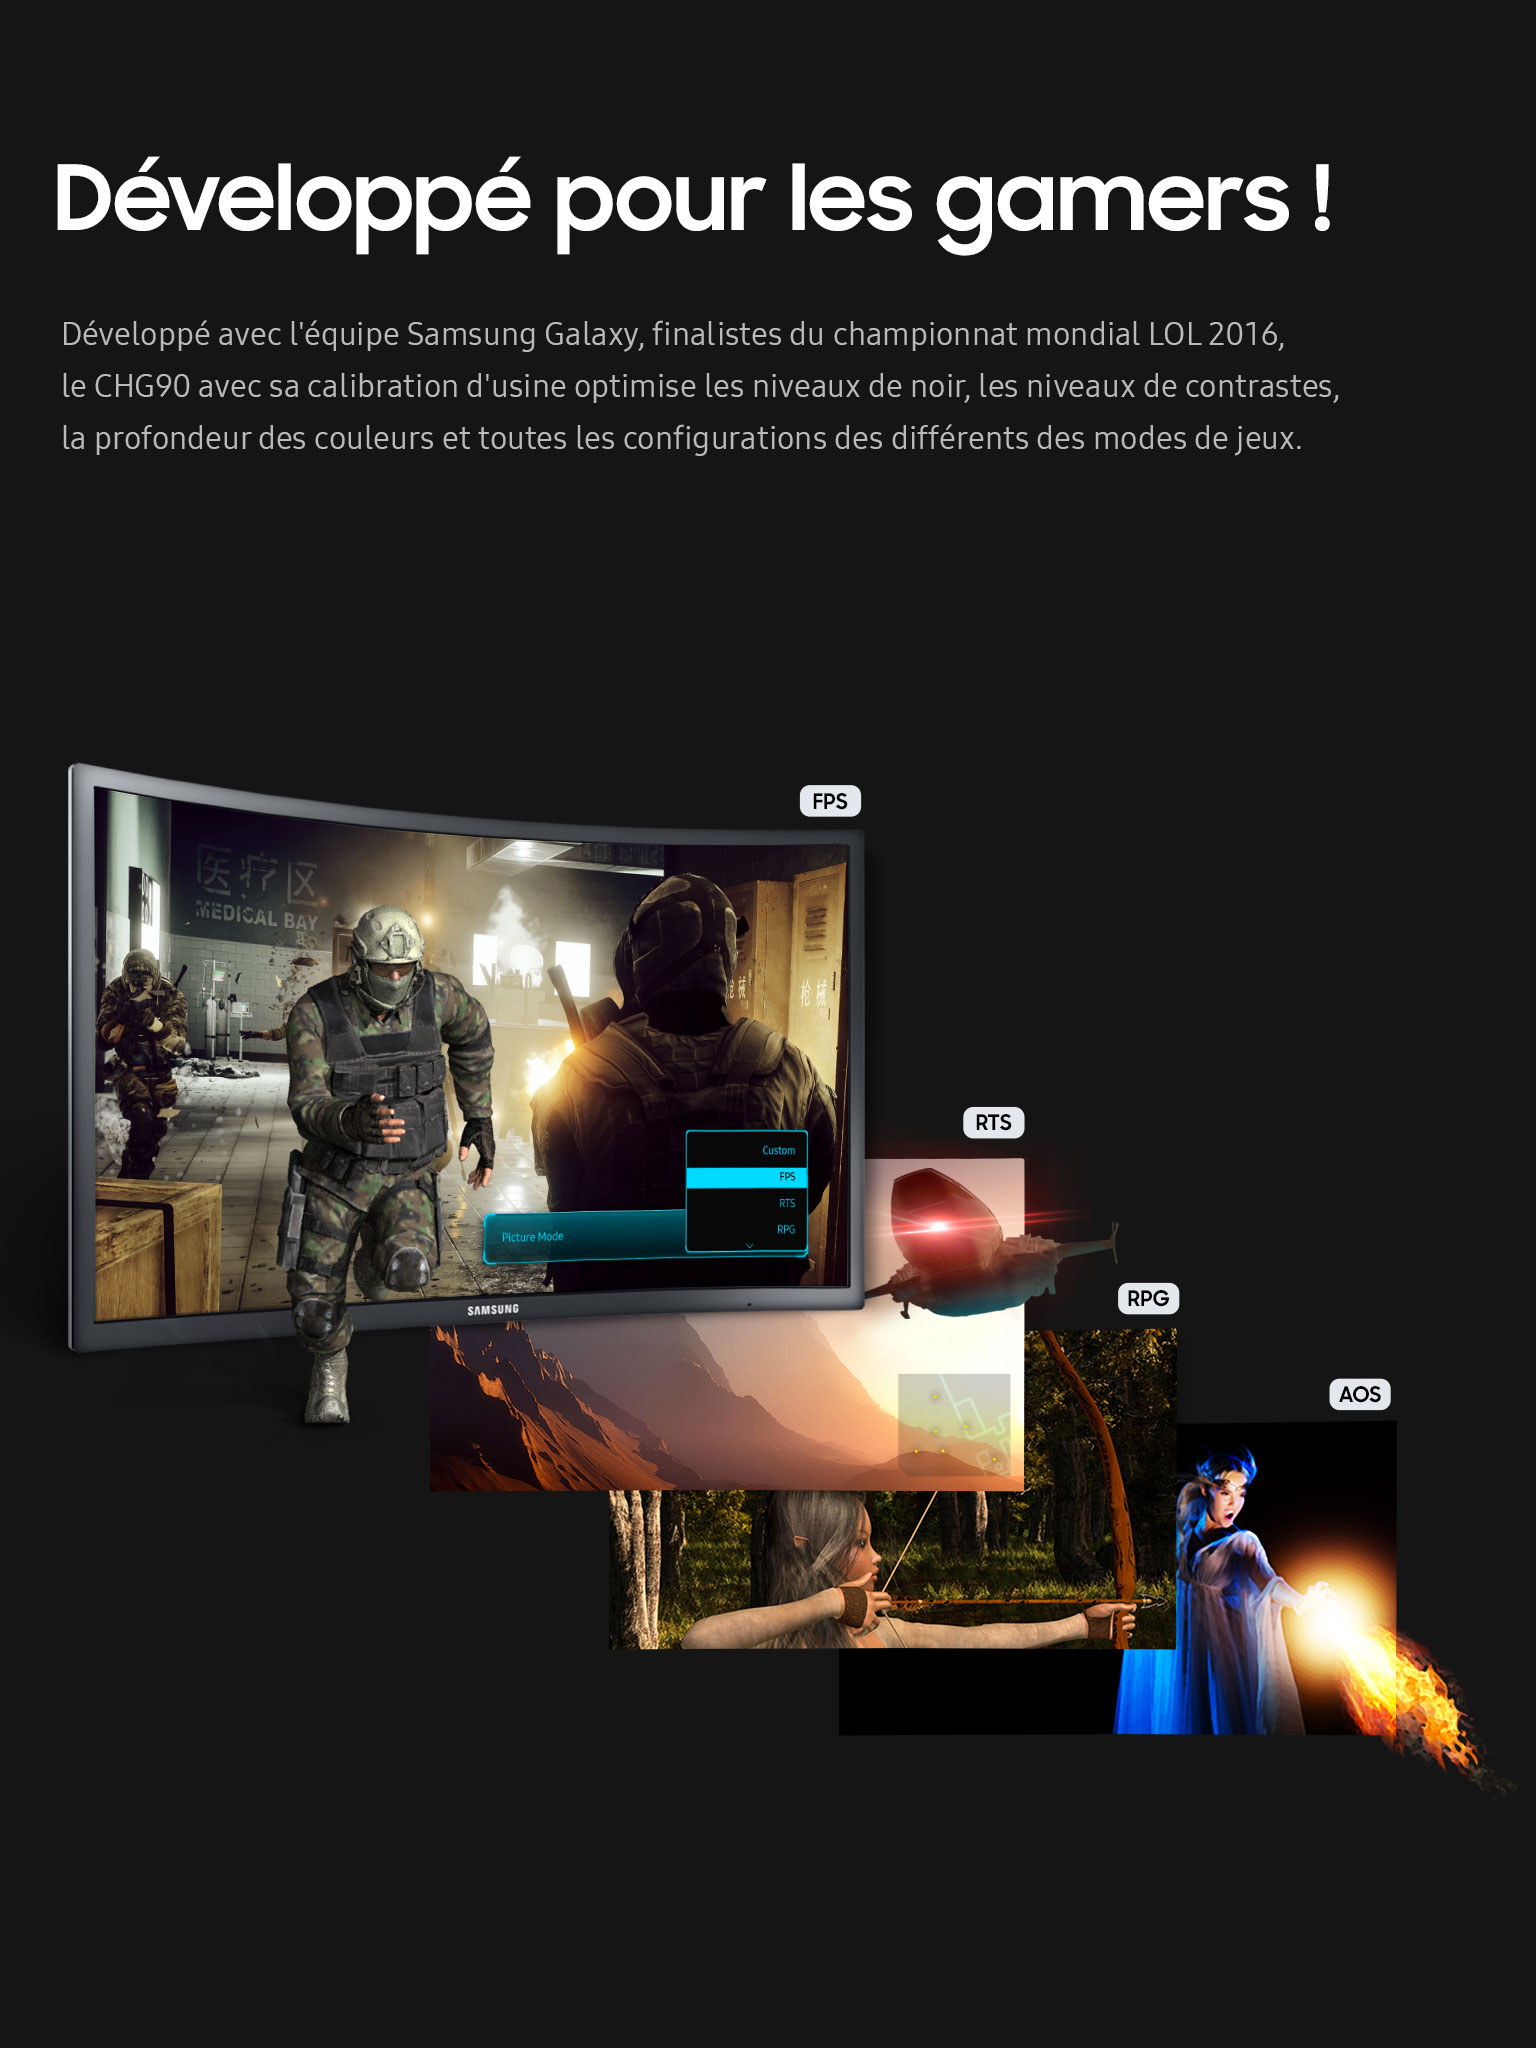 Développé pour les gamers !
Développé avec l'équipe Samsung Galaxy, finalistes du championnat mondial LOL 2016,
le CHG90 avec sa calibration d'usine optimise les niveaux de noir, les niveaux de contrastes,
la profondeur des couleurs et toutes les configurations des différents des modes de jeux.
FPS
医疗区
MEDICAL BAY
枪械
枪械
Custom
FPS
RTS
RPG
Picture Mode
SAMSUNG
RTS
RPG
AOS